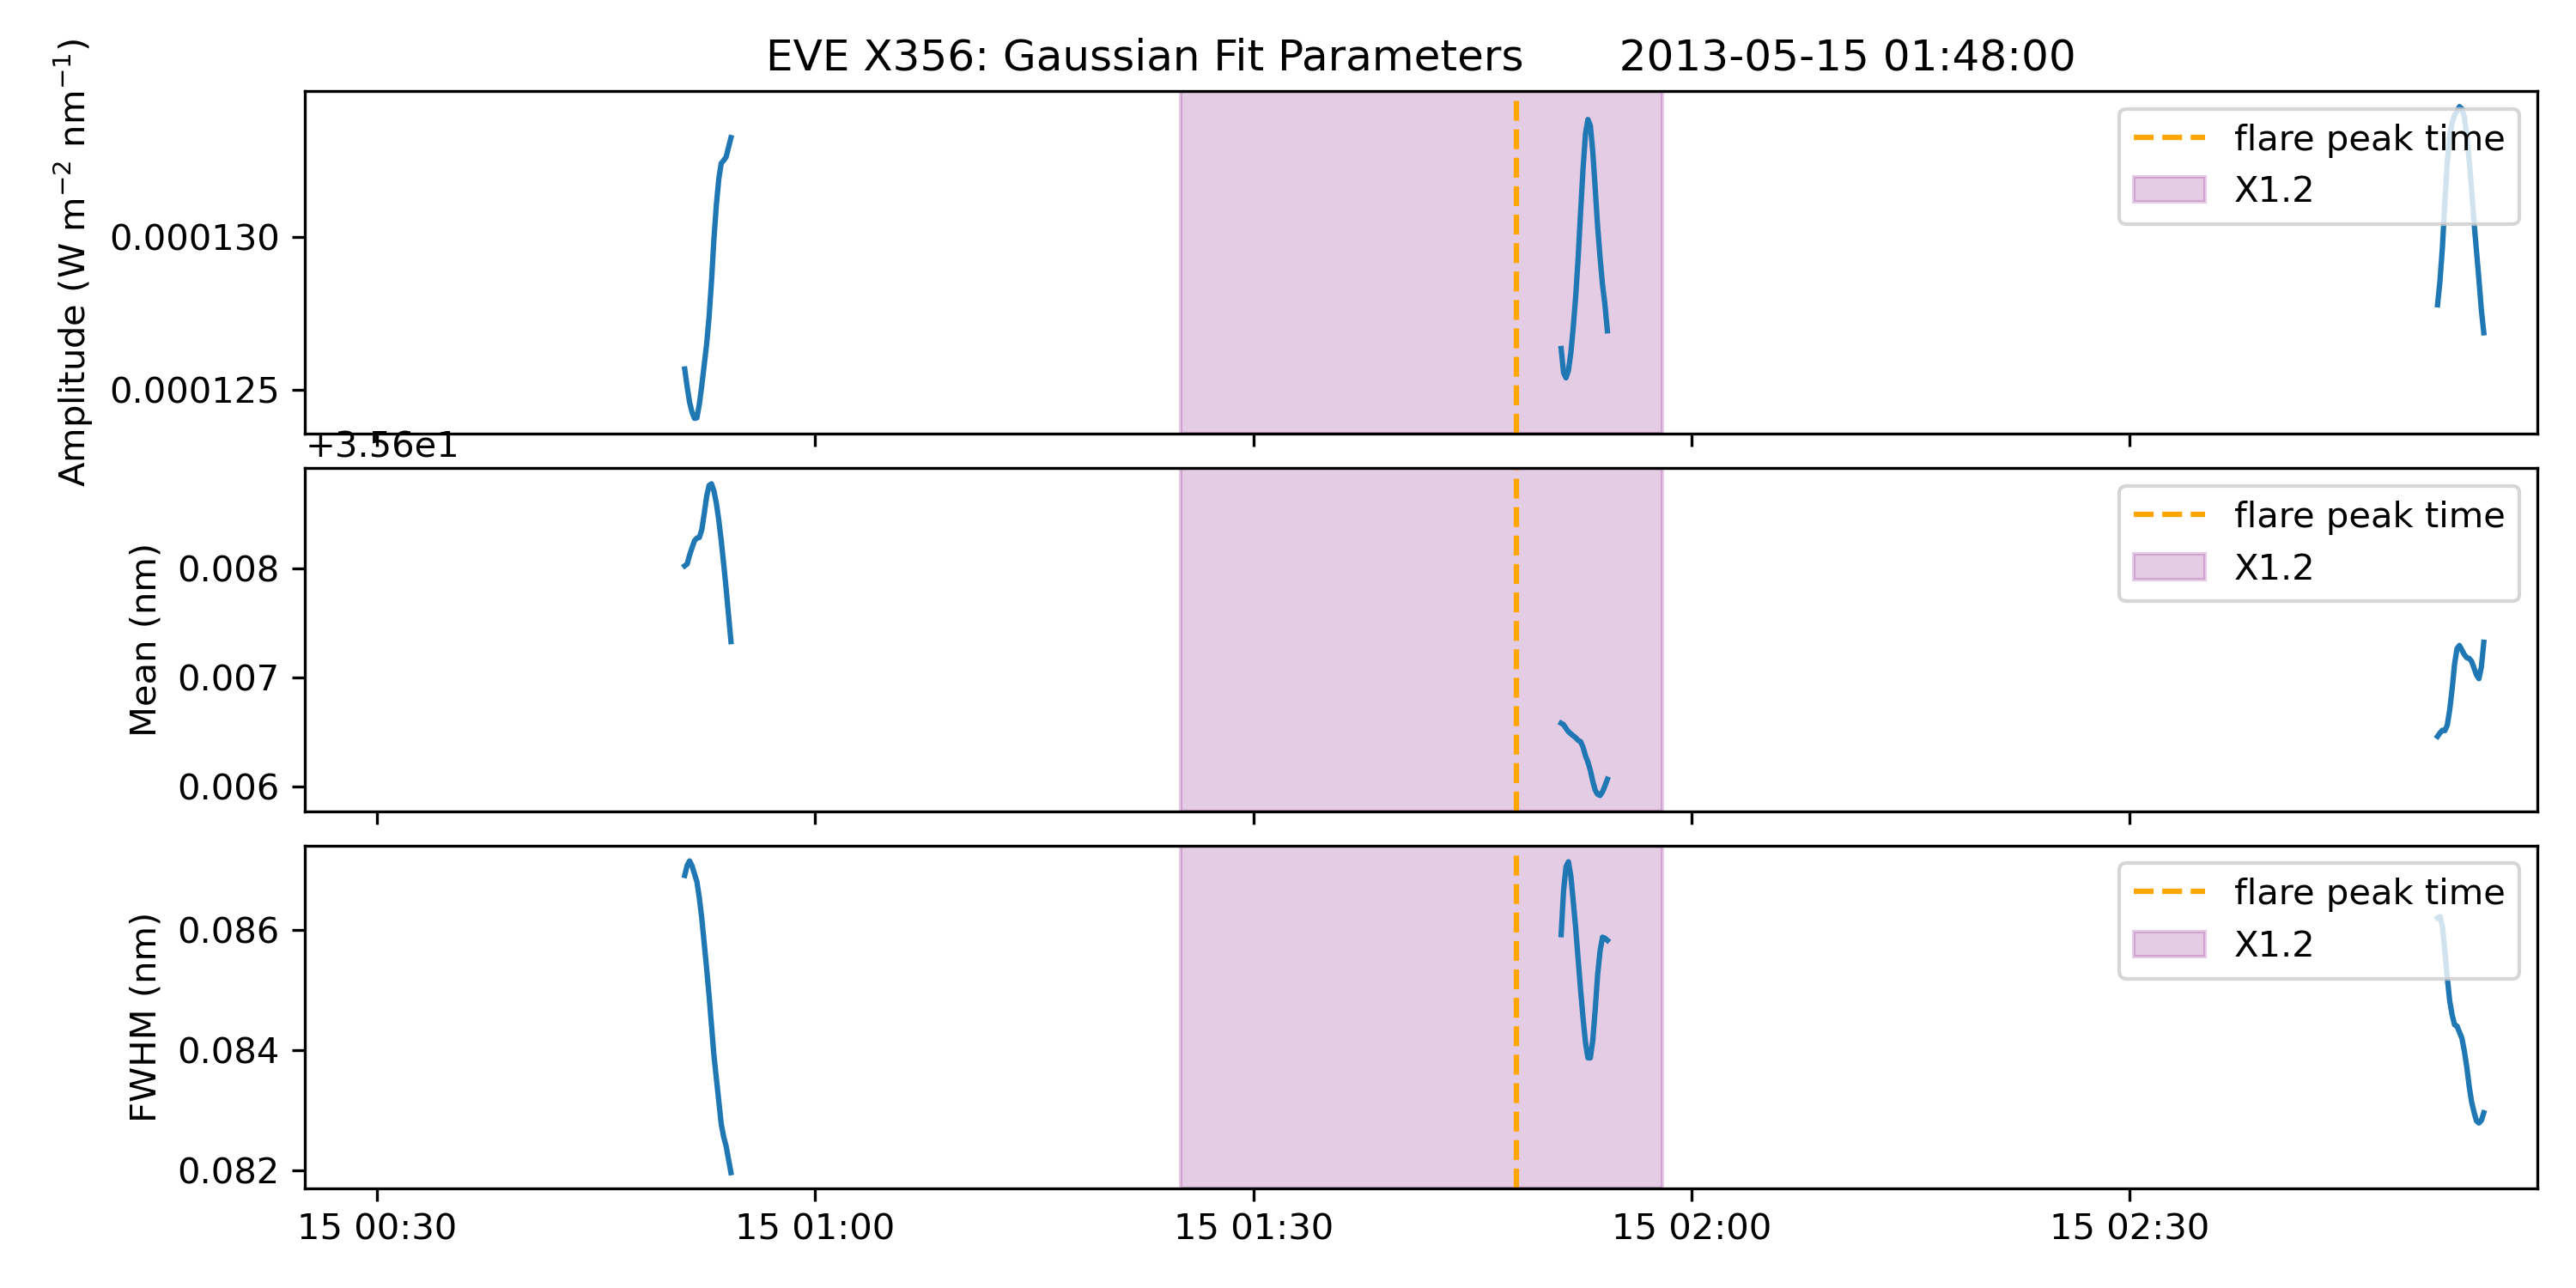 EVE X356: Gaussian Fit Parameters 2013-05-15 01:48:00
Amplitude (W m⁻² nm⁻¹)
0.000130
0.000125
flare peak time
X1.2
+3.56e1
Mean (nm)
0.008
0.007
0.006
flare peak time
X1.2
FWHM (nm)
0.086
0.084
0.082
flare peak time
X1.2
15 00:30 15 01:00 15 01:30 15 02:00 15 02:30